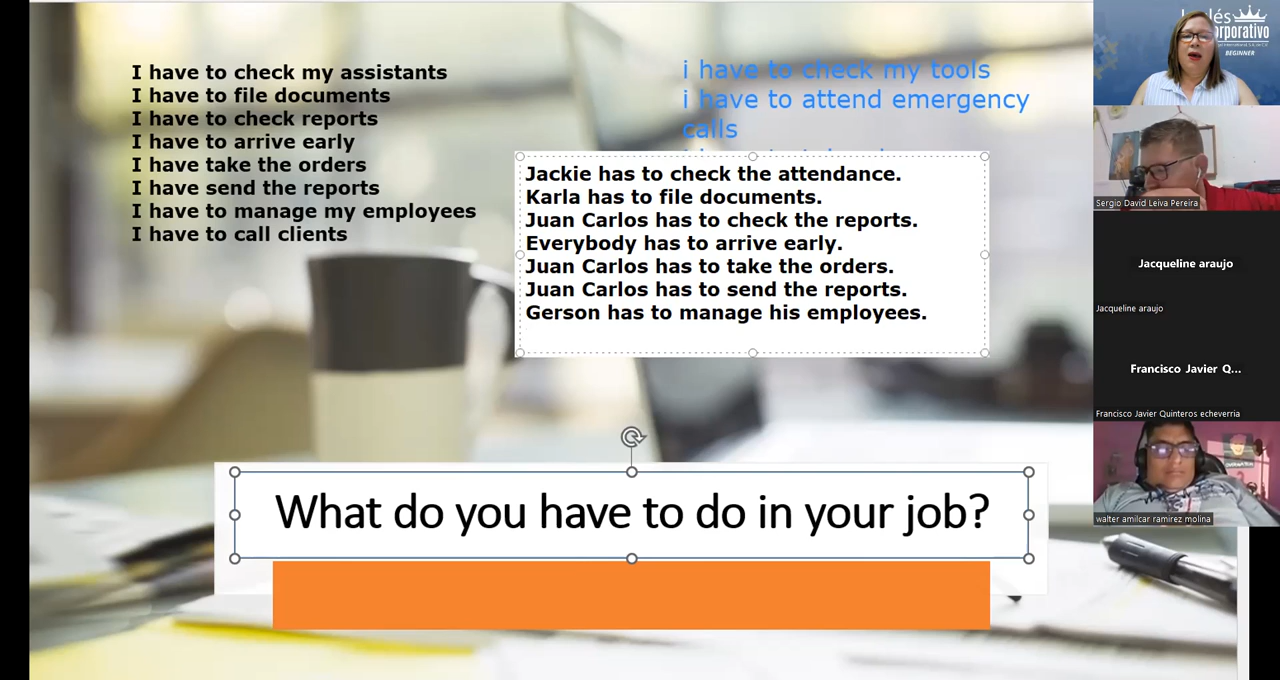 I have to check my assistants
I have to file documents
I have to check reports
I have to arrive early
I have take the orders
I have send the reports
I have to manage my employees
I have to call clients
i have to check my tools
i have to attend emergency
calls
Jackie has to check the attendance.
Karla has to file documents.
Juan Carlos has to check the reports.
Everybody has to arrive early.
Juan Carlos has to take the orders.
Juan Carlos has to send the reports.
Gerson has to manage his employees.
What do you have to do in your job?
BEGINNER
Sergio David Leiva Pereira
Jacqueline araujo
Jacqueline araujo
Francisco Javier Q...
Francisco Javier Quinteros echeverria
walter amilcar ramirez molina